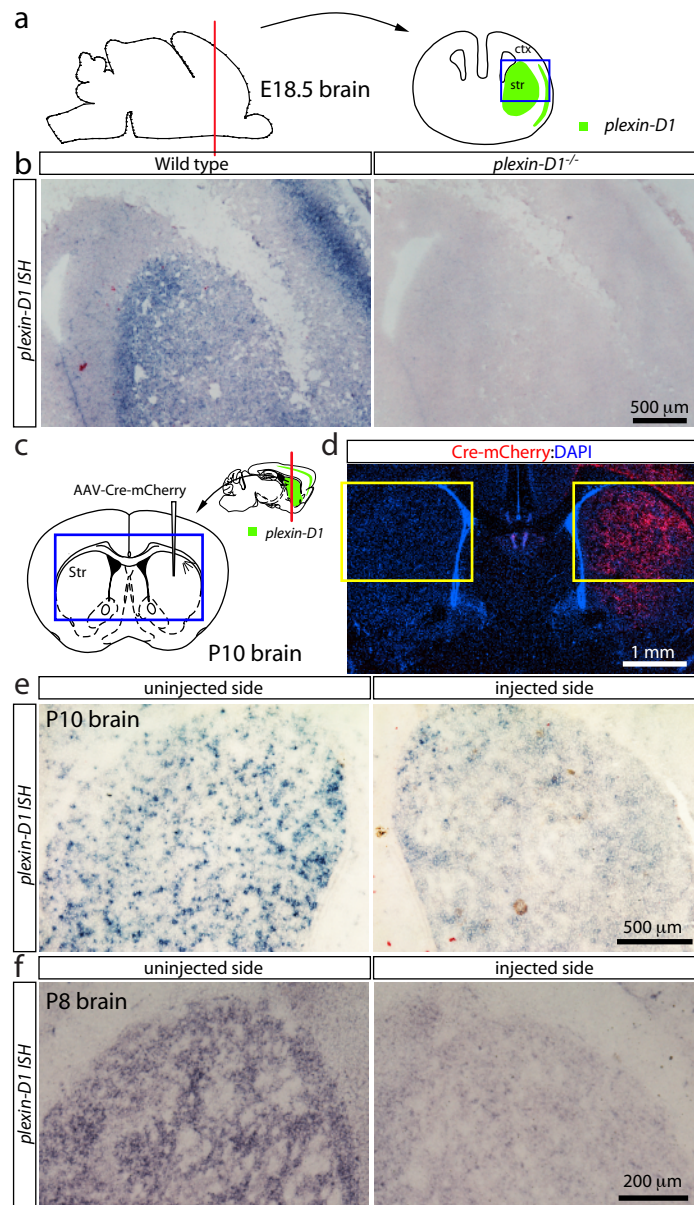 a
ctx
str
E18.5 brain
plexin-D1
b
Wild type
plexin-D1-/-
plexin-D1 ISH
500 μm
c
AAV-Cre-mCherry
plexin-D1
Str
P10 brain
d
Cre-mCherry:DAPI
1 mm
e
uninjected side
injected side
plexin-D1 ISH
P10 brain
500 μm
f
uninjected side
injected side
plexin-D1 ISH
P8 brain
200 μm